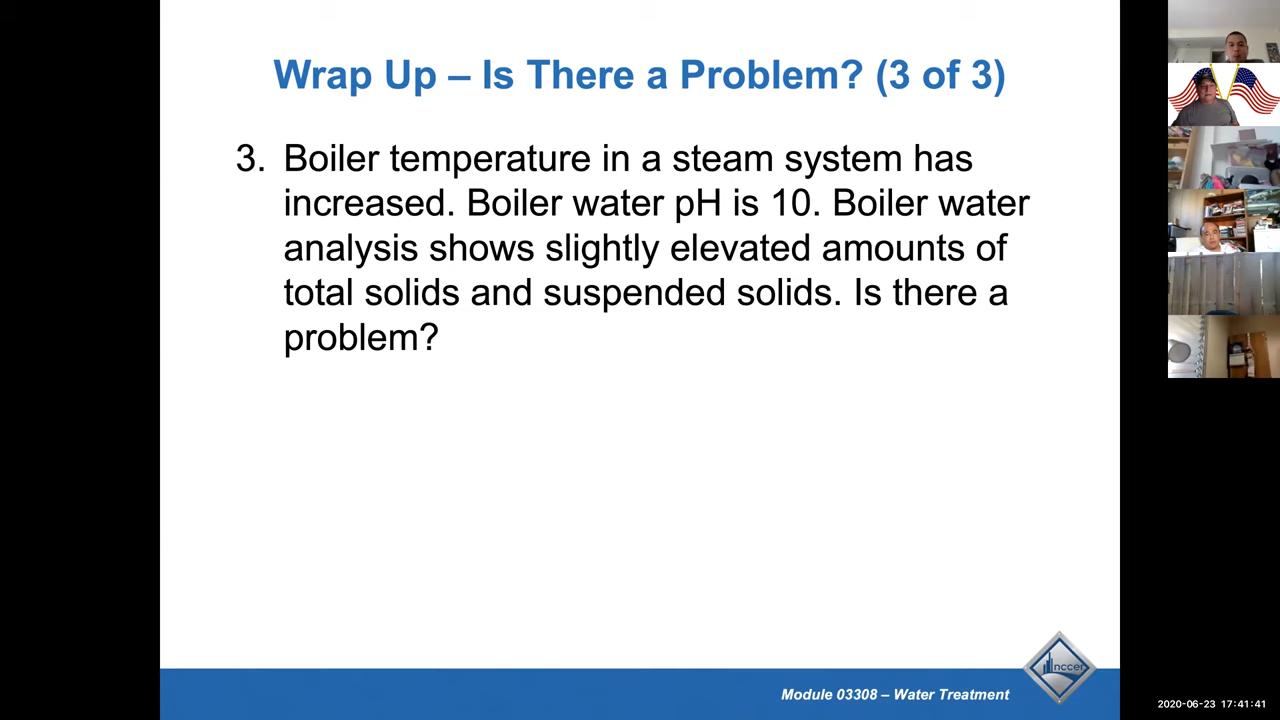 Wrap Up – Is There a Problem? (3 of 3)
3. Boiler temperature in a steam system has
increased. Boiler water pH is 10. Boiler water
analysis shows slightly elevated amounts of
total solids and suspended solids. Is there a
problem?
nccer
Module 03308 – Water Treatment
2020-06-23 17:41:41